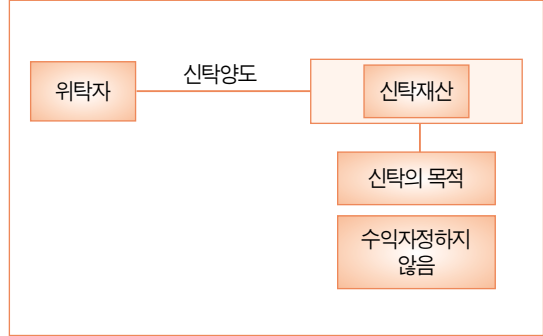 위탁자
신탁양도
신탁재산
신탁의 목적
수익자정하지
않음